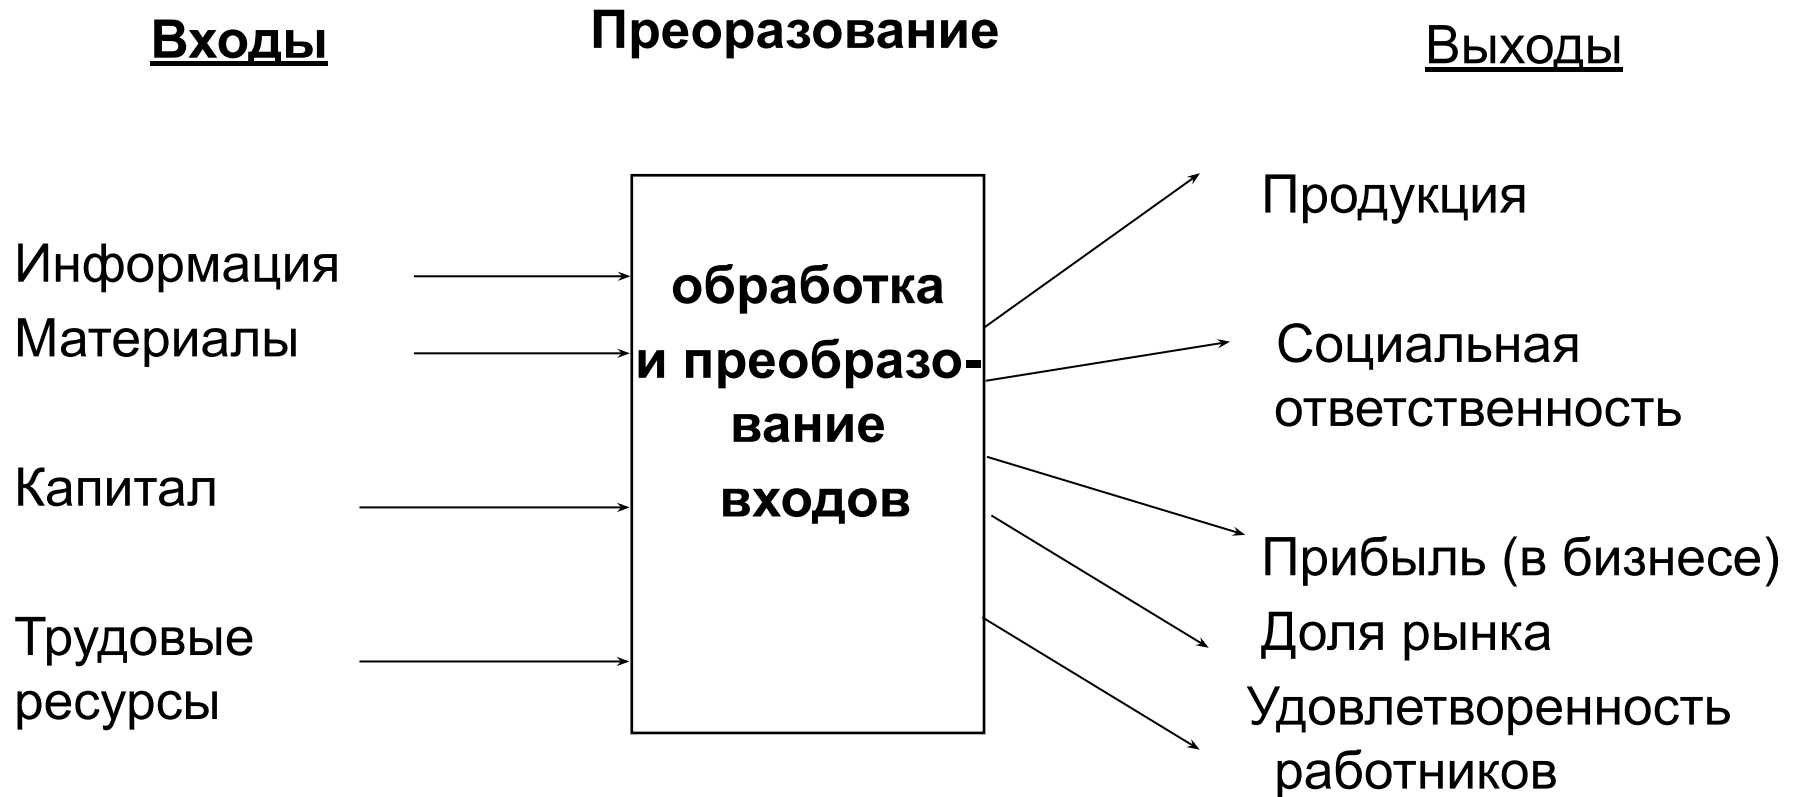 Входы
Преоразование
Выходы
Информация
Материалы
Капитал
Трудовые
ресурсы
обработка
и преобразо-
вание
входов
Продукция
Социальная
ответственность
Прибыль (в бизнесе)
Доля рынка
Удовлетворенность
работников